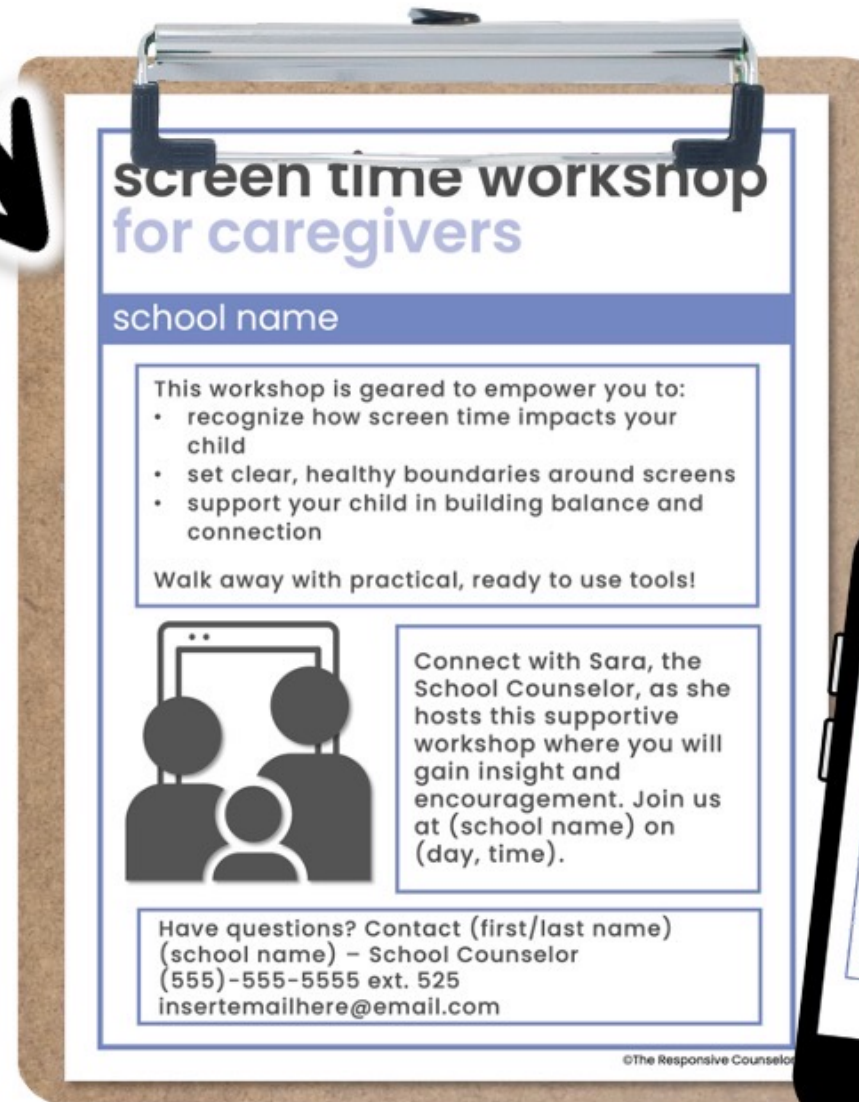 screen time workshop
for caregivers
school name
This workshop is geared to empower you to:
• recognize how screen time impacts your
child
• set clear, healthy boundaries around screens
• support your child in building balance and
connection
Walk away with practical, ready to use tools!
Connect with Sara, the
School Counselor, as she
hosts this supportive
workshop where you will
gain insight and
encouragement. Join us
at (school name) on
(day, time).
Have questions? Contact (first/last name)
(school name) – School Counselor
(555)-555-5555 ext. 525
insertemailhere@email.com
©The Responsive Counselor